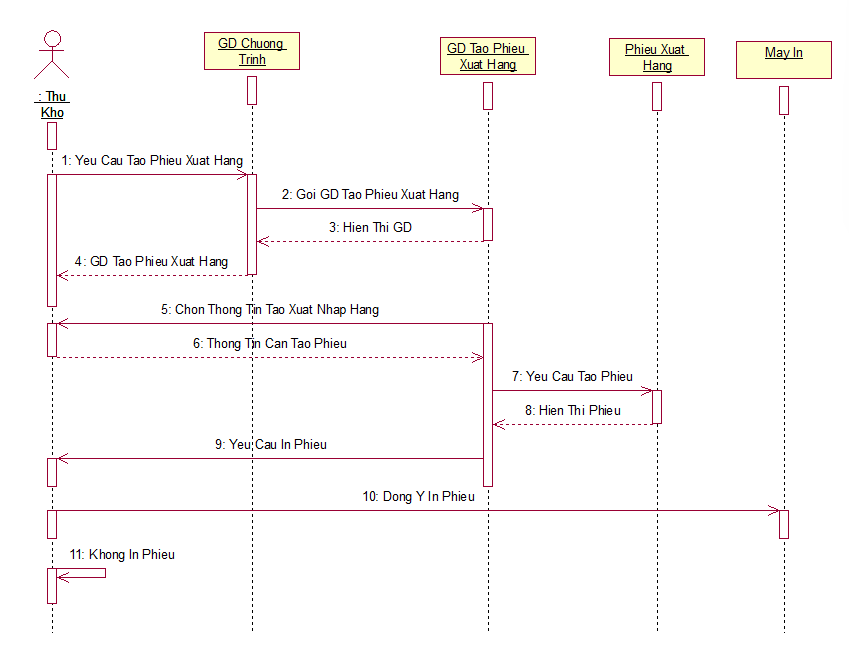 GD Chuong
Trinh
GD Tao Phieu
Xuat Hang
Phieu Xuat
Hang
May In
: Thu
Kho
1: Yeu Cau Tao Phieu Xuat Hang
2: Goi GD Tao Phieu Xuat Hang
3: Hien Thi GD
4: GD Tao Phieu Xuat Hang
5: Chon Thong Tin Tao Xuat Nhap Hang
6: Thong Tin Can Tao Phieu
7: Yeu Cau Tao Phieu
8: Hien Thi Phieu
9: Yeu Cau In Phieu
10: Dong Y In Phieu
11: Khong In Phieu